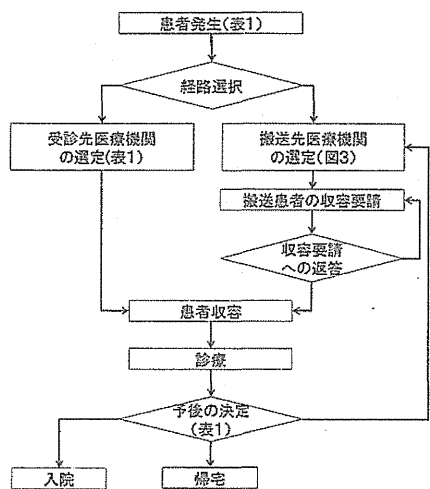 患者発生(表1)
経路選択
受診先医療機関
の選定(表1)
搬送先医療機関
の選定(図3)
搬送患者の収容要請
収容要請
への返答
患者収容
診療
予後の決定
(表1)
入院
帰宅